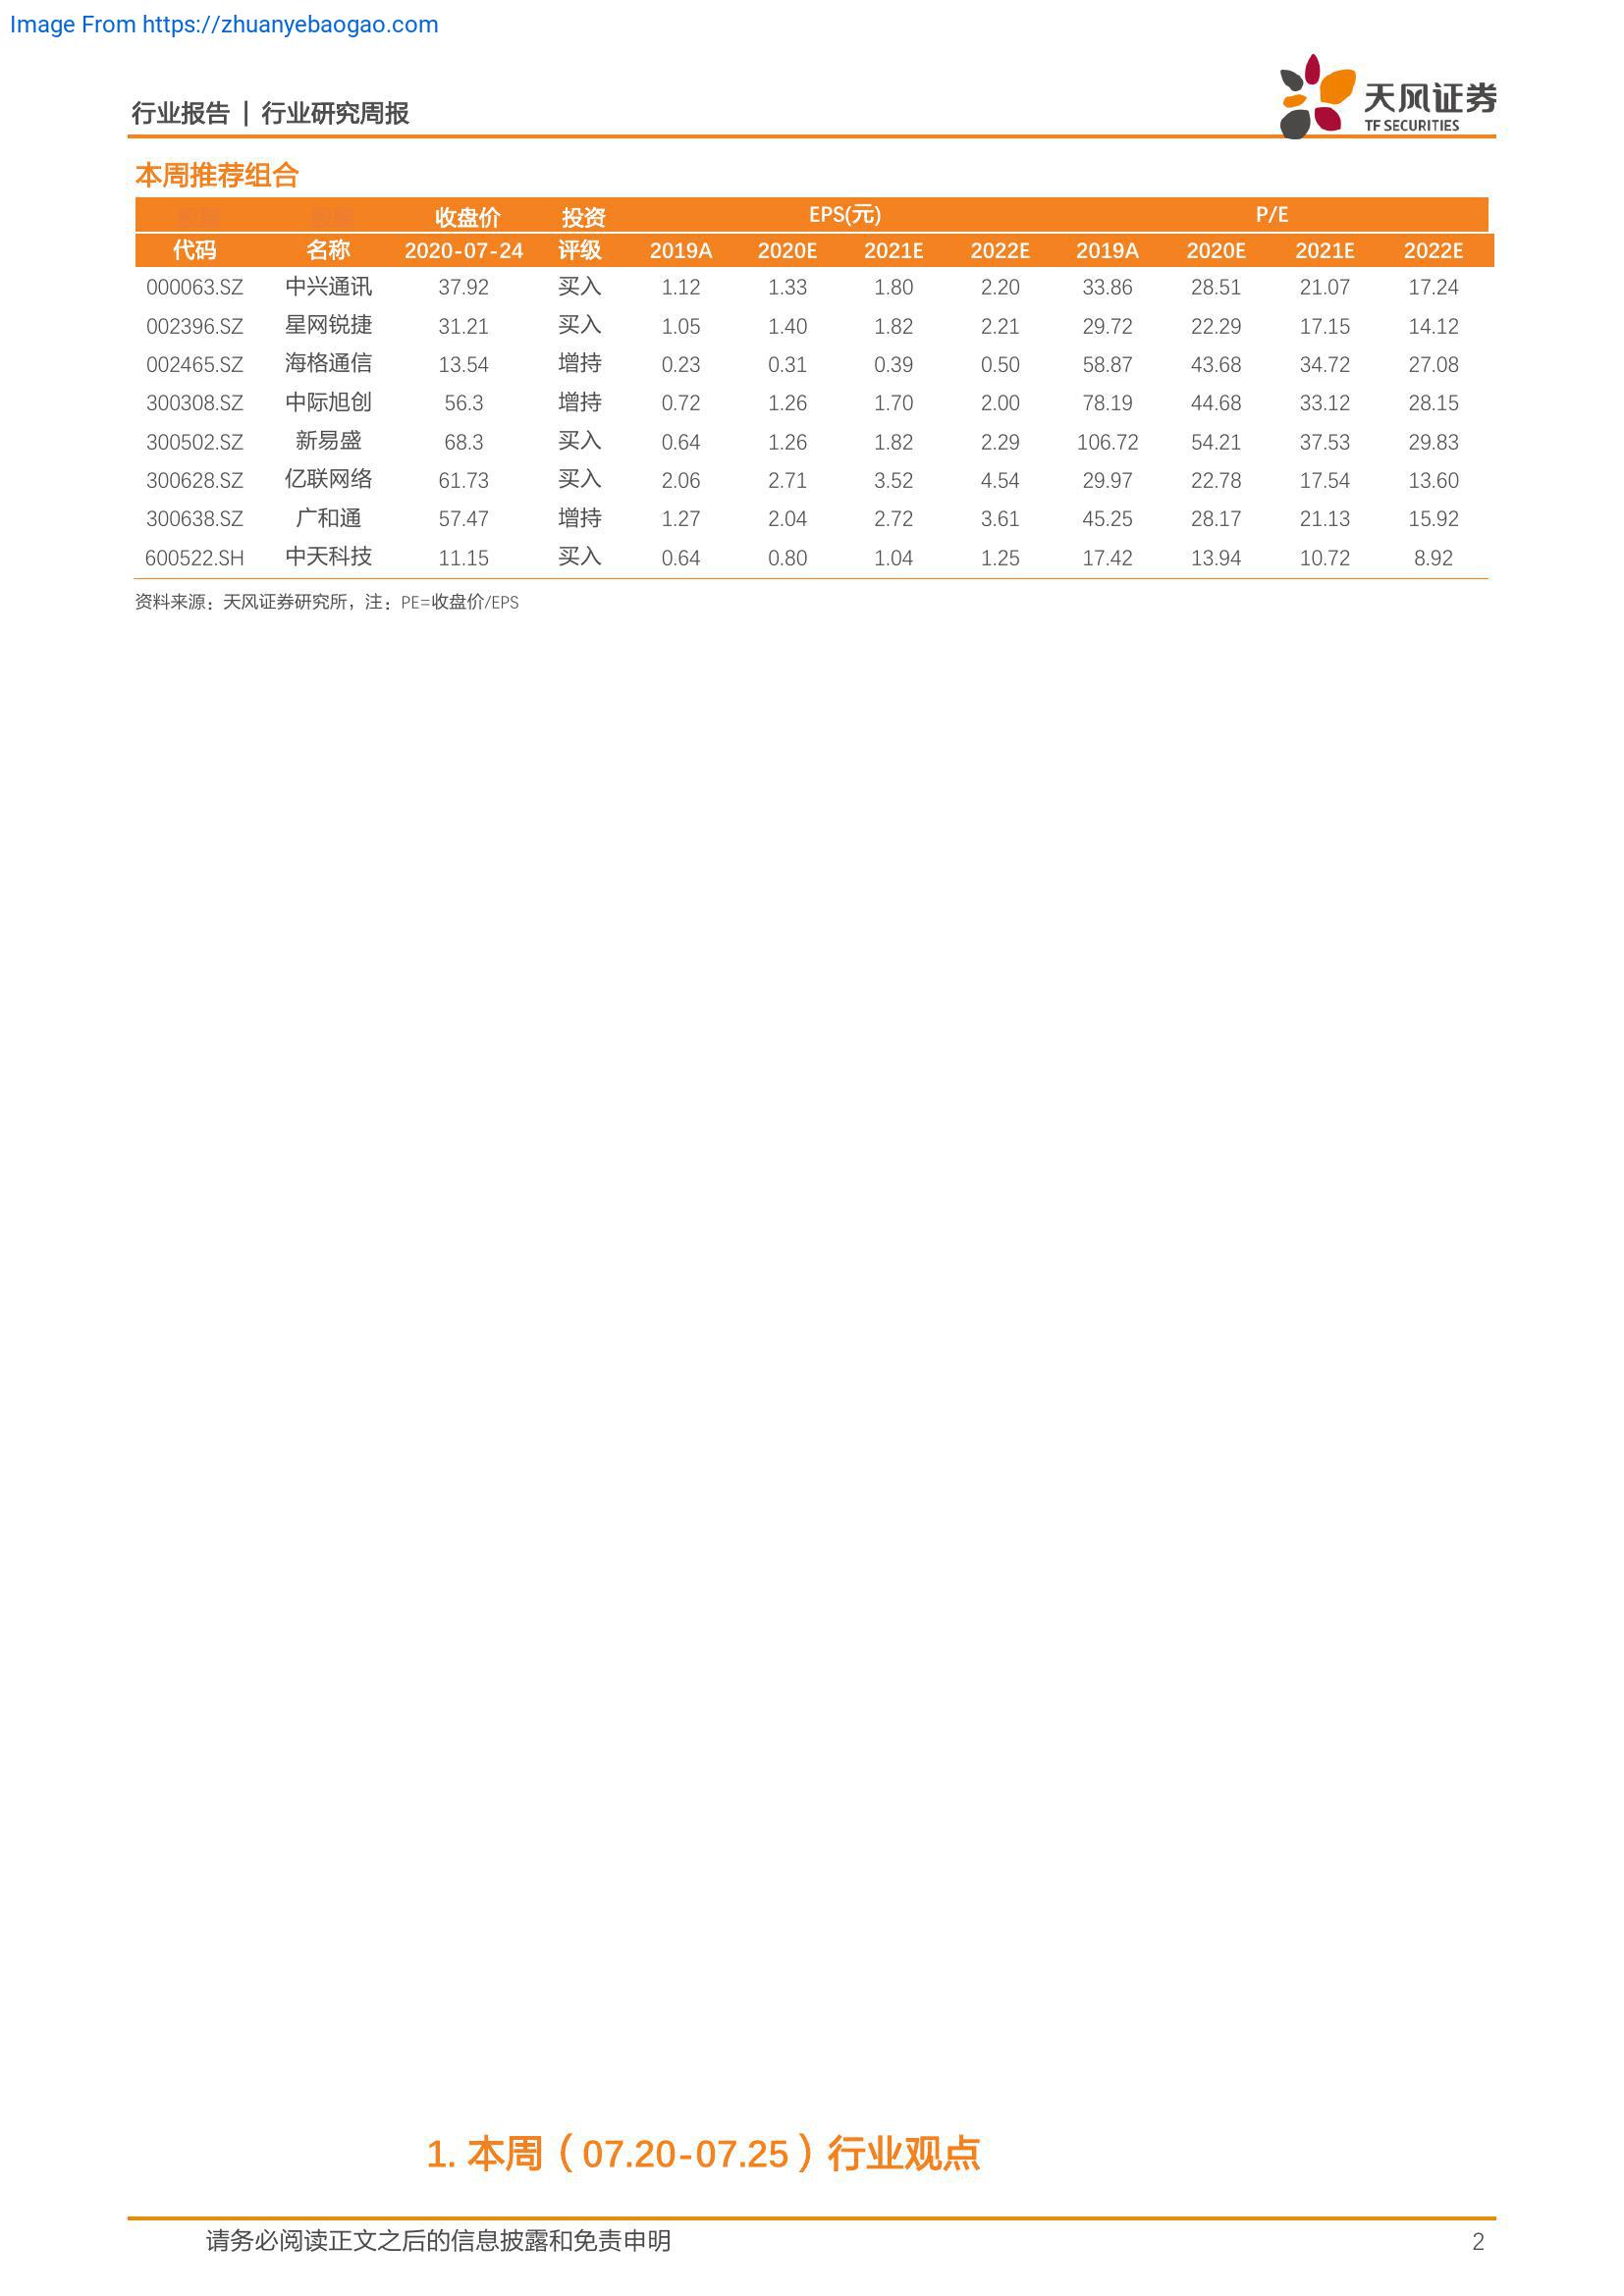 Image From https://zhuanyebaogao.com
行业报告 | 行业研究周报
天风证券
TF SECURITIES
本周推荐组合
收盘价 投资 EPS(元) P/E
代码 名称 2020-07-24 评级 2019A 2020E 2021E 2022E 2019A 2020E 2021E 2022E
000063.SZ 中兴通讯 37.92 买入 1.12 1.33 1.80 2.20 33.86 28.51 21.07 17.24
002396.SZ 星网锐捷 31.21 买入 1.05 1.40 1.82 2.21 29.72 22.29 17.15 14.12
002465.SZ 海格通信 13.54 增持 0.23 0.31 0.39 0.50 58.87 43.68 34.72 27.08
300308.SZ 中际旭创 56.3 增持 0.72 1.26 1.70 2.00 78.19 44.68 33.12 28.15
300502.SZ 新易盛 68.3 买入 0.64 1.26 1.82 2.29 106.72 54.21 37.53 29.83
300628.SZ 亿联网络 61.73 买入 2.06 2.71 3.52 4.54 29.97 22.78 17.54 13.60
300638.SZ 广和通 57.47 增持 1.27 2.04 2.72 3.61 45.25 28.17 21.13 15.92
600522.SH 中天科技 11.15 买入 0.64 0.80 1.04 1.25 17.42 13.94 10.72 8.92
资料来源：天风证券研究所，注：PE=收盘价/EPS
1. 本周（07.20-07.25）行业观点
请务必阅读正文之后的信息披露和免责申明 2